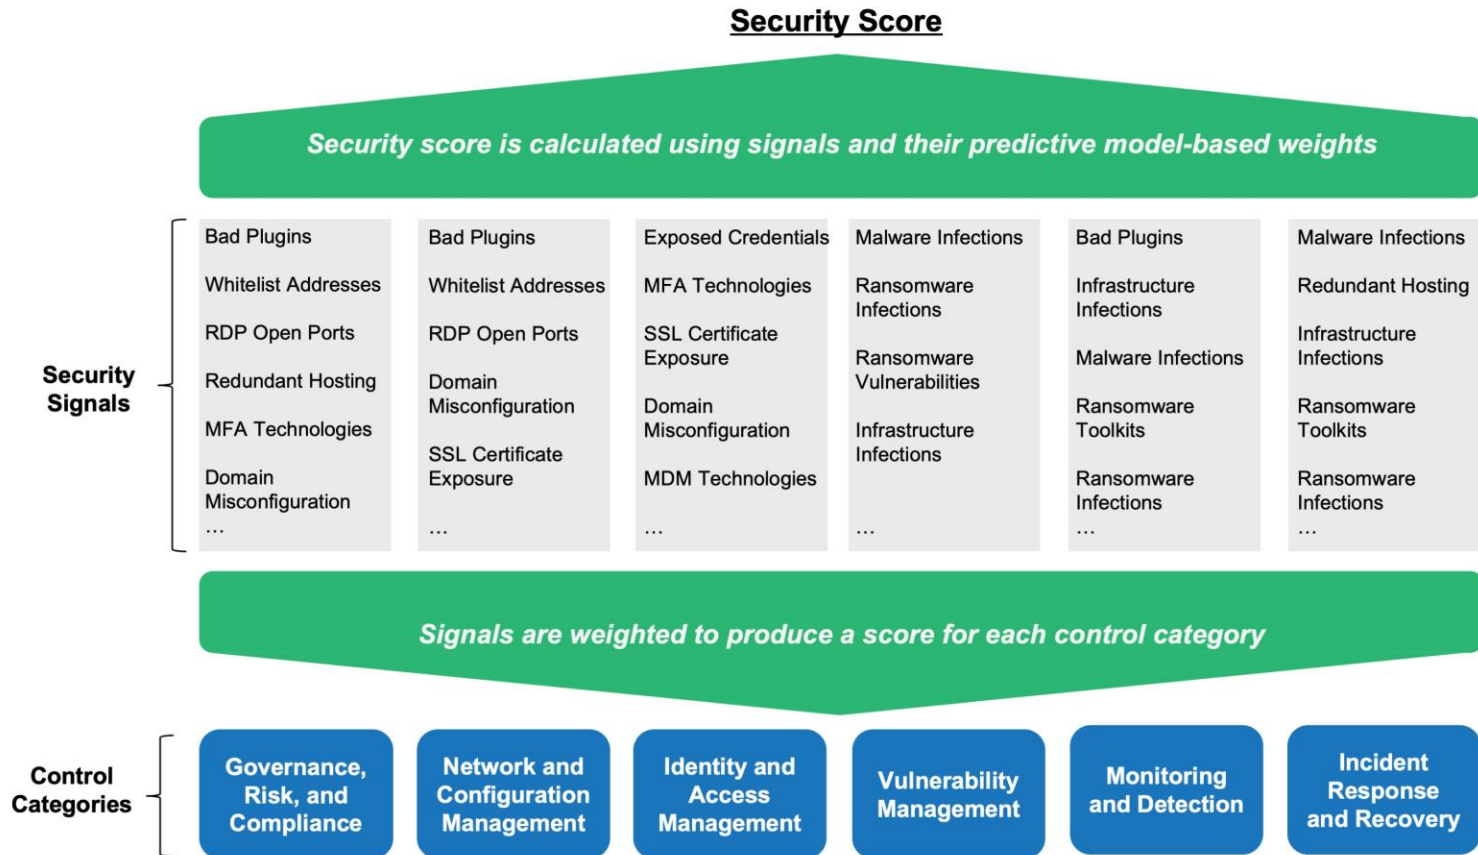 Security Score
Security score is calculated using signals and their predictive model-based weights
Security
Signals
Bad Plugins
Whitelist Addresses
RDP Open Ports
Redundant Hosting
MFA Technologies
Domain
Misconfiguration
…
Bad Plugins
Whitelist Addresses
RDP Open Ports
Domain
Misconfiguration
SSL Certificate
Exposure
…
Exposed Credentials
MFA Technologies
SSL Certificate
Exposure
Domain
Misconfiguration
MDM Technologies
…
Malware Infections
Ransomware
Infections
Ransomware
Vulnerabilities
Infrastructure
Infections
…
Bad Plugins
Infrastructure
Infections
Malware Infections
Ransomware
Toolkits
Ransomware
Infections
…
Malware Infections
Redundant Hosting
Infrastructure
Infections
Ransomware
Toolkits
Ransomware
Infections
…
Signals are weighted to produce a score for each control category
Control
Categories
Governance,
Risk, and
Compliance
Network and
Configuration
Management
Identity and
Access
Management
Vulnerability
Management
Monitoring
and Detection
Incident
Response
and Recovery